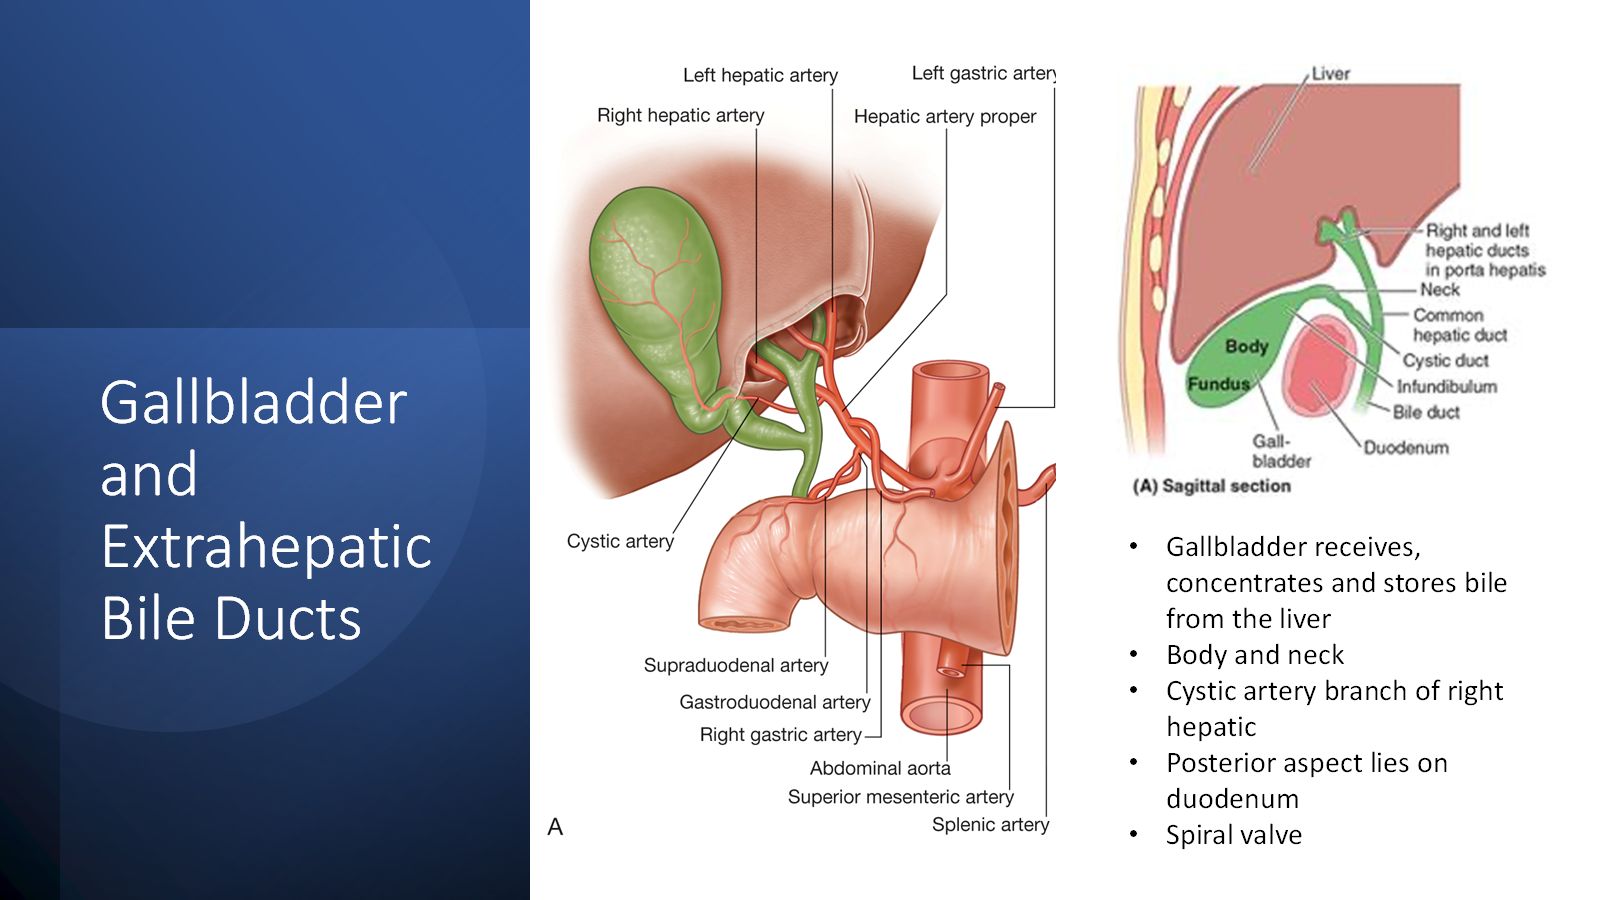 Gallbladder
and
Extrahepatic
Bile Ducts
Left hepatic artery
Left gastric artery
Right hepatic artery
Hepatic artery proper
Cystic artery
Supraduodenal artery
Gastroduodenal artery
Right gastric artery
Abdominal aorta
Superior mesenteric artery
Splenic artery
A
Liver
Right and left
hepatic ducts
in porta hepatis
Neck
Common
hepatic duct
Body
Cystic duct
Fundus
Infundibulum
Bile duct
Gall-
bladder
Duodenum
(A) Sagittal section
• Gallbladder receives,
concentrates and stores bile
from the liver
• Body and neck
• Cystic artery branch of right
hepatic
• Posterior aspect lies on
duodenum
• Spiral valve